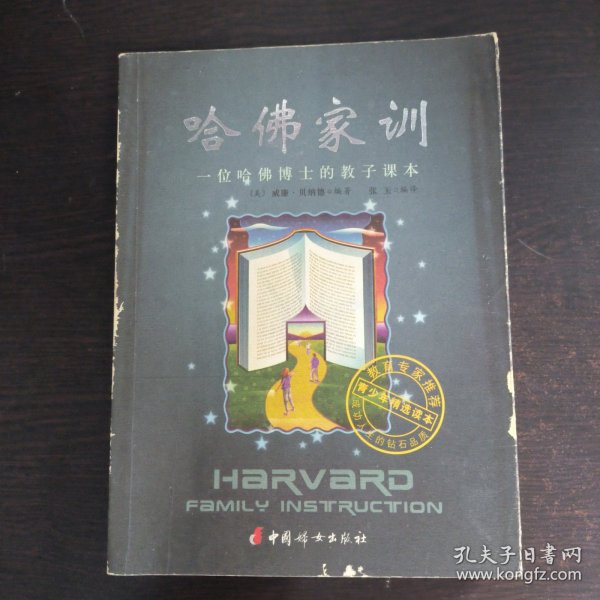 哈佛家训
一位哈佛博士的教子课本
〔美〕威廉·贝纳德◎编著 张玉◎编译
教育专家推荐
青少年精选读本
成功人生的钻石品质
HARVARD
FAMILY INSTRUCTION
中国妇女出版社
孔夫子旧书网
www.kongfz.com